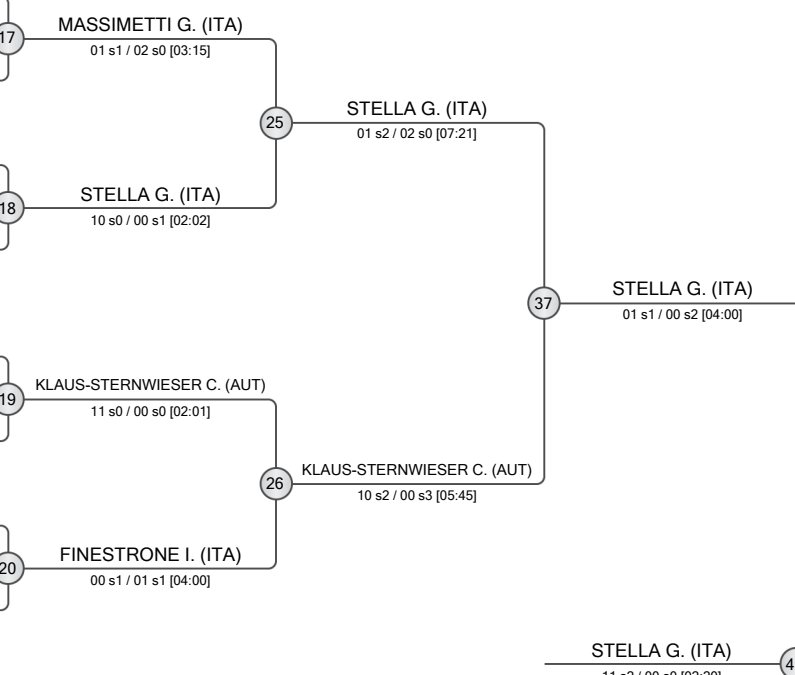 17
MASSIMETTI G. (ITA)
01 s1 / 02 s0 [03:15]
25
STELLA G. (ITA)
01 s2 / 02 s0 [07:21]
18
STELLA G. (ITA)
10 s0 / 00 s1 [02:02]
37
STELLA G. (ITA)
01 s1 / 00 s2 [04:00]
19
KLAUS-STERNWIESER C. (AUT)
11 s0 / 00 s0 [02:01]
26
KLAUS-STERNWIESER C. (AUT)
10 s2 / 00 s3 [05:45]
20
FINESTRONE I. (ITA)
00 s1 / 01 s1 [04:00]
STELLA G. (ITA)
4